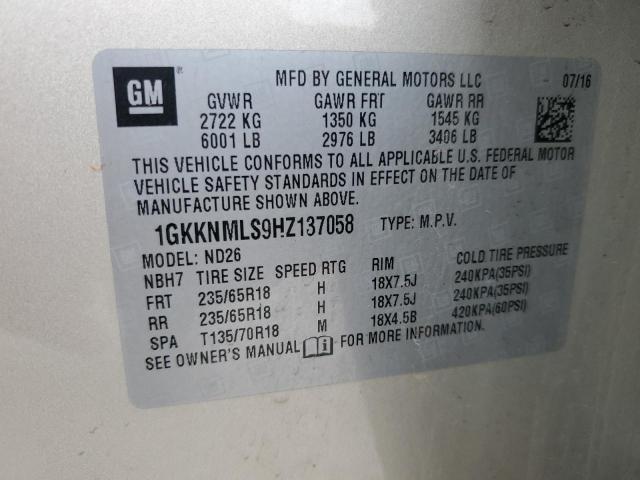 GM
MFD BY GENERAL MOTORS LLC 07/16
GVWR GAWR FRT GAWR RR
2722 KG 1350 KG 1545 KG
6001 LB 2976 LB 3406 LB
THIS VEHICLE CONFORMS TO ALL APPLICABLE U.S. FEDERAL MOTOR
VEHICLE SAFETY STANDARDS IN EFFECT ON THE DATE OF
MANUFACTURE SHOWN ABOVE.
1GKKNMLS9HZ137058 TYPE: M.P.V.
MODEL: ND26
NBH7 TIRE SIZE SPEED RTG RIM COLD TIRE PRESSURE
FRT 235/65R18 H 18X7.5J 240KPA(35PSI)
RR 235/65R18 H 18X7.5J 240KPA(35PSI)
SPA T135/70R18 M 18X4.5B 420KPA(60PSI)
SEE OWNER'S MANUAL FOR MORE INFORMATION.